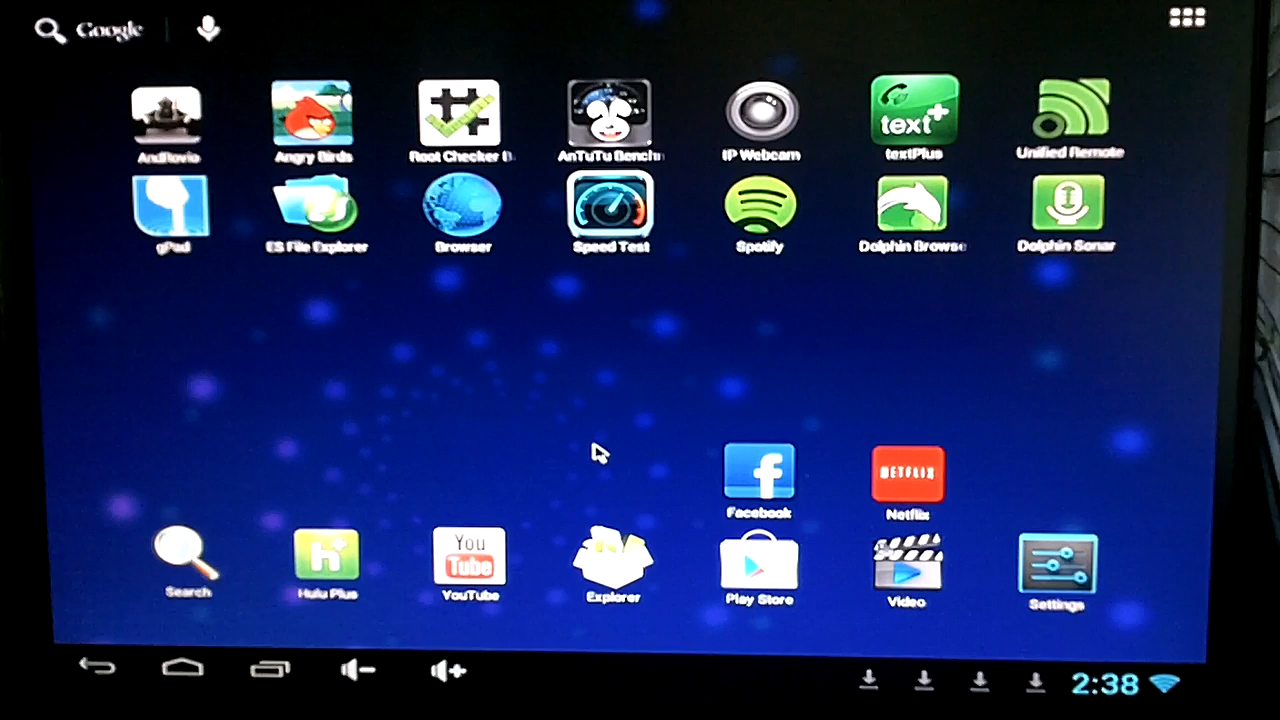 Google
AndRovio
Angry Birds
Root Checker B
AnTuTu Bench
IP Webcam
text+
textPlus
Unified Remote
gPad
ES File Explorer
Browser
Speed Test
Spotify
Dolphin Browse
Dolphin Sonar
f
Facebook
NETFLIX
Netflix
Search
h+
Hulu Plus
You
Tube
YouTube
Explorer
Play Store
Video
Settings
2:38